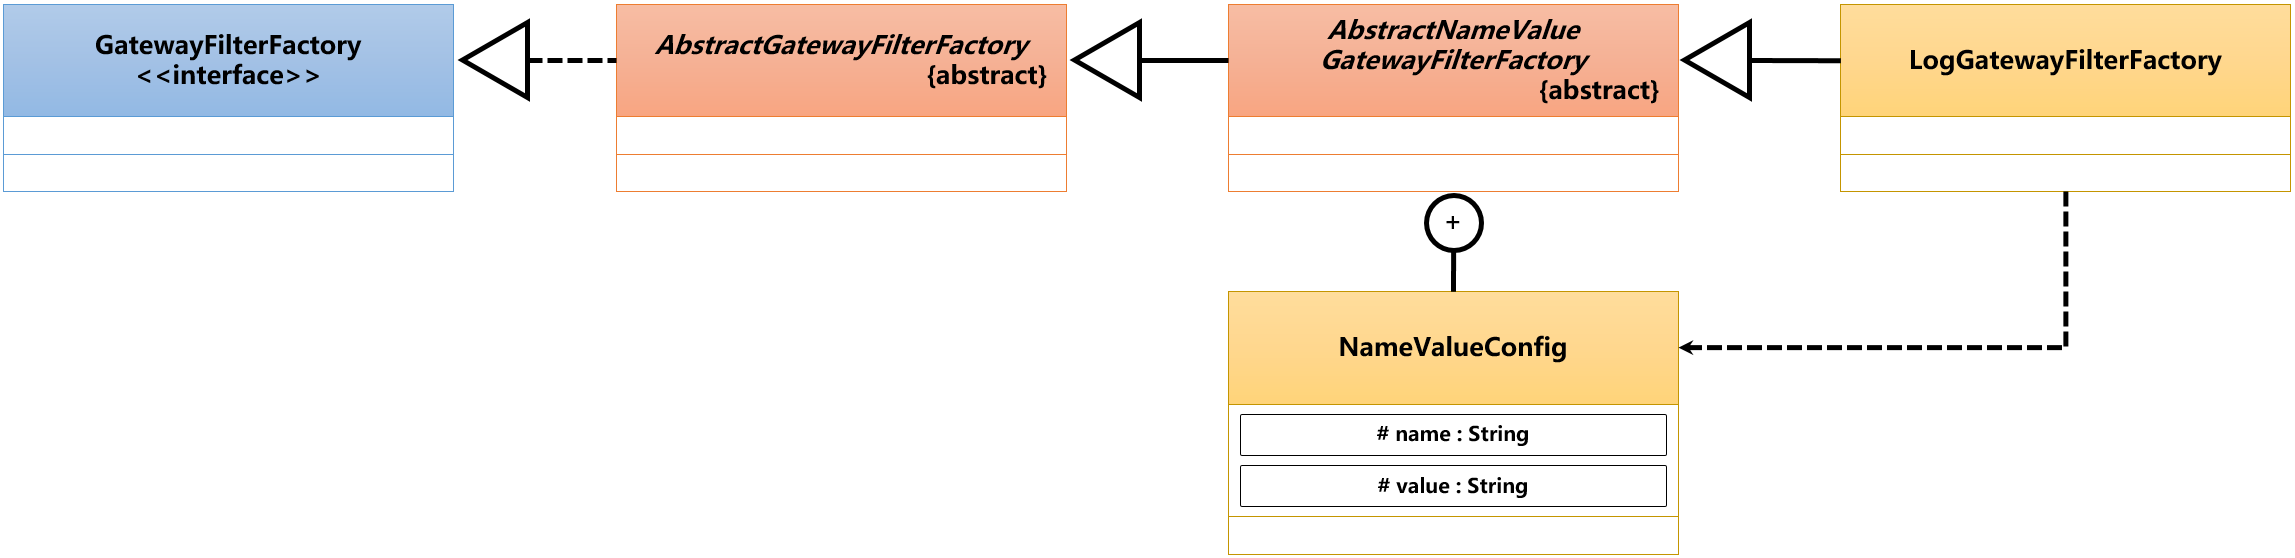 GatewayFilterFactory
<<interface>>
AbstractGatewayFilterFactory
{abstract}
AbstractNameValue
GatewayFilterFactory
{abstract}
LogGatewayFilterFactory
+
NameValueConfig
# name : String
# value : String